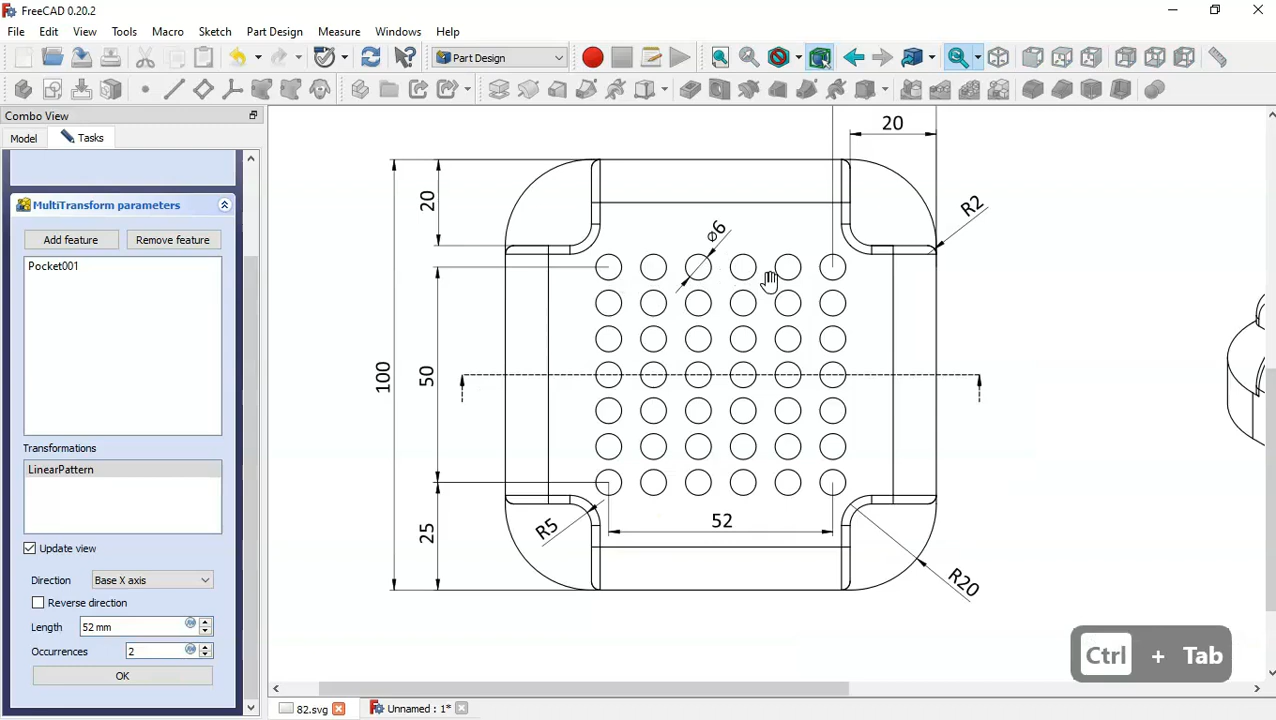 FreeCAD 0.20.2
File Edit View Tools Macro Sketch Part Design Measure Windows Help
Part Design
Combo View
Model Tasks
MultiTransform parameters
Add feature Remove feature
Pocket001
Transformations
LinearPattern
Update view
Direction Base X axis
Reverse direction
Length 52 mm
Occurrences 2
OK
20
20
R2
⌀6
100
50
52
25
R5
R20
Ctrl + Tab
82.svg Unnamed : 1*